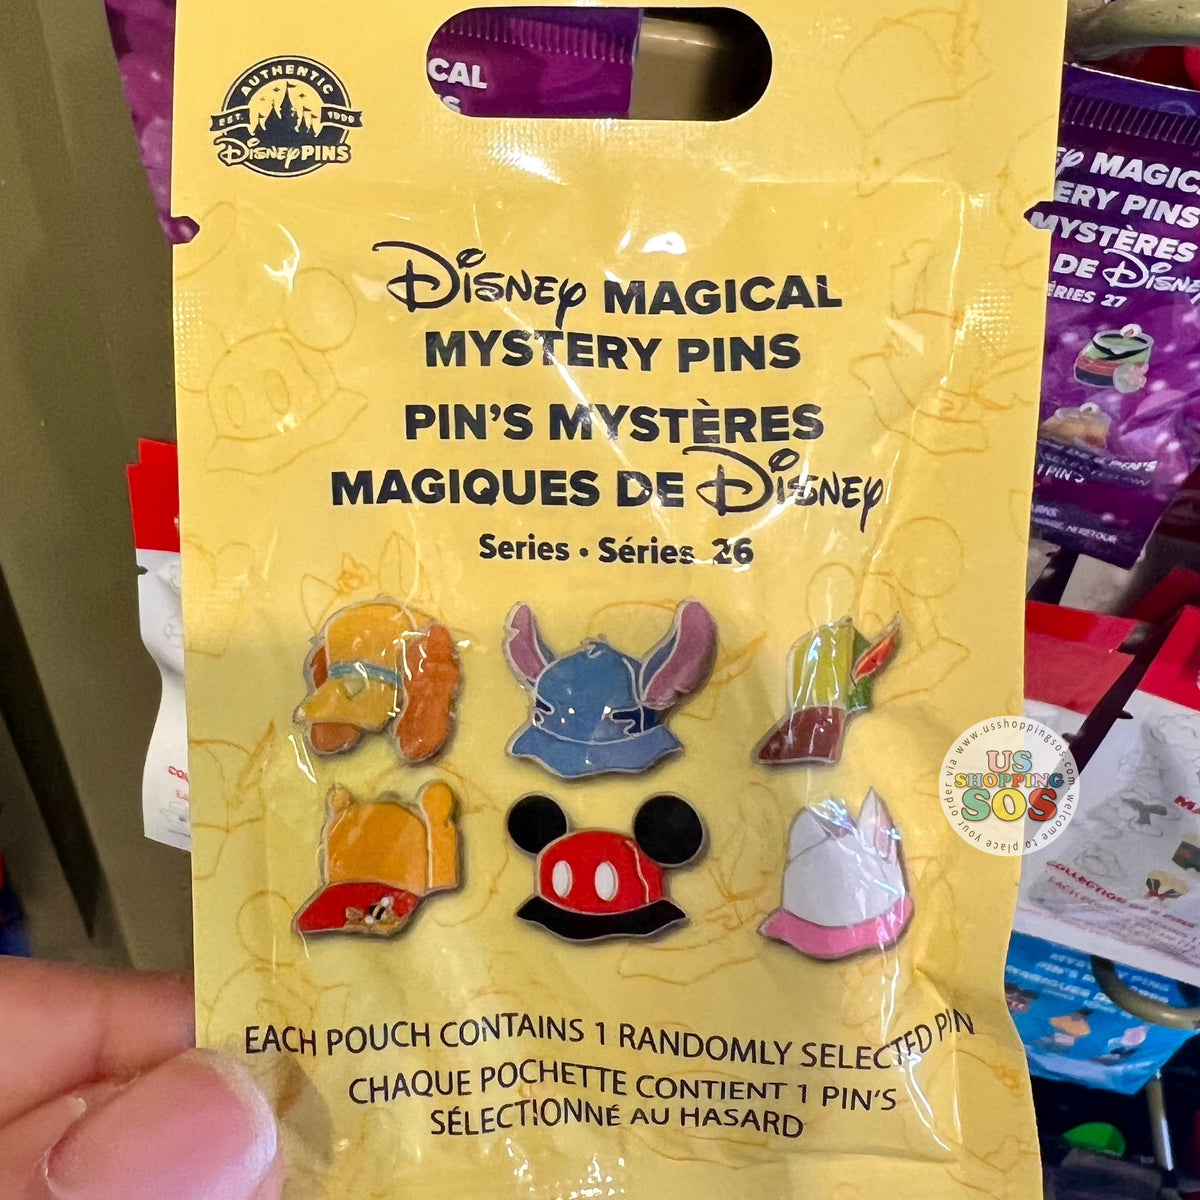 AUTHENTIC
EST. 1999
Disney PINS
CAL
Disney MAGICAL
MYSTERY PINS
PIN'S MYSTÈRES
MAGIQUES DE Disney
Series • Séries 26
EACH POUCH CONTAINS 1 RANDOMLY SELECTED PIN
CHAQUE POCHETTE CONTIENT 1 PIN'S
SÉLECTIONNÉ AU HASARD
MAGIC
ERY PINS
MYSTÈRES
DE Disney
ÉRIES 27
www.usshoppingsos.com
US
SHOPPING
SOS
welcome to place your order via